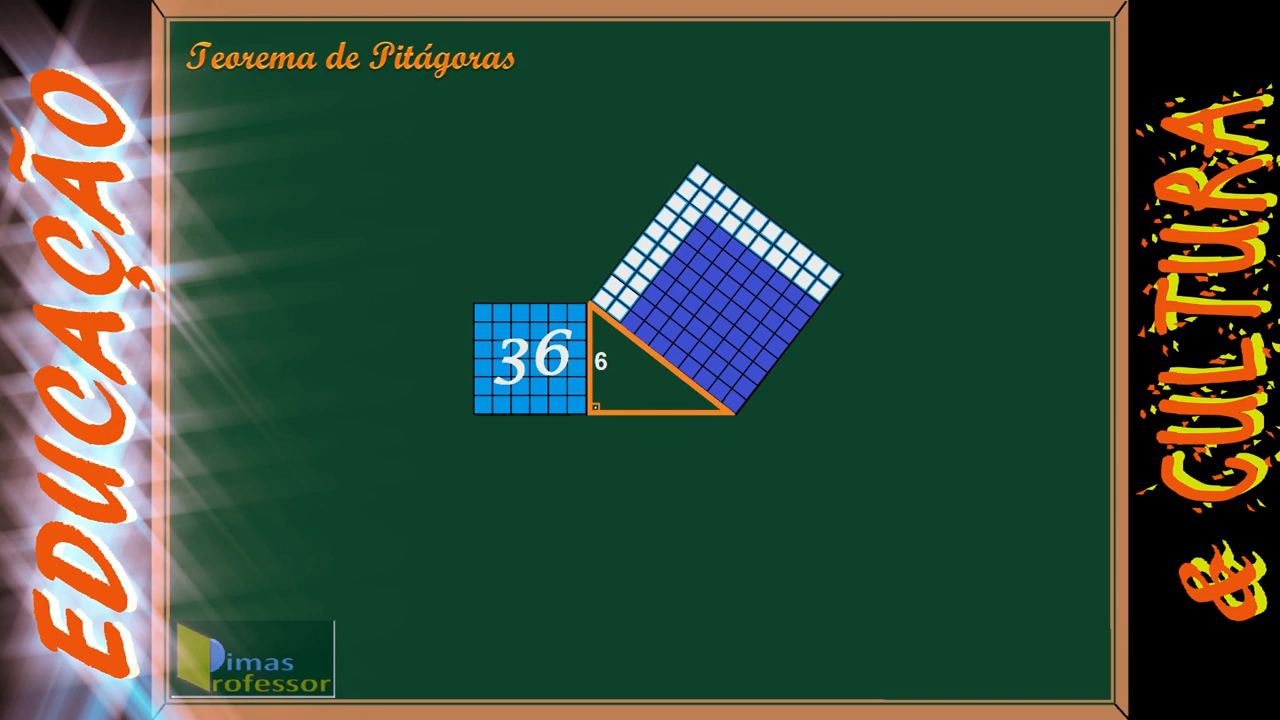 Teorema de Pitágoras
EDUCAÇÃO
36
6
& CULTURA
Dimas
Professor